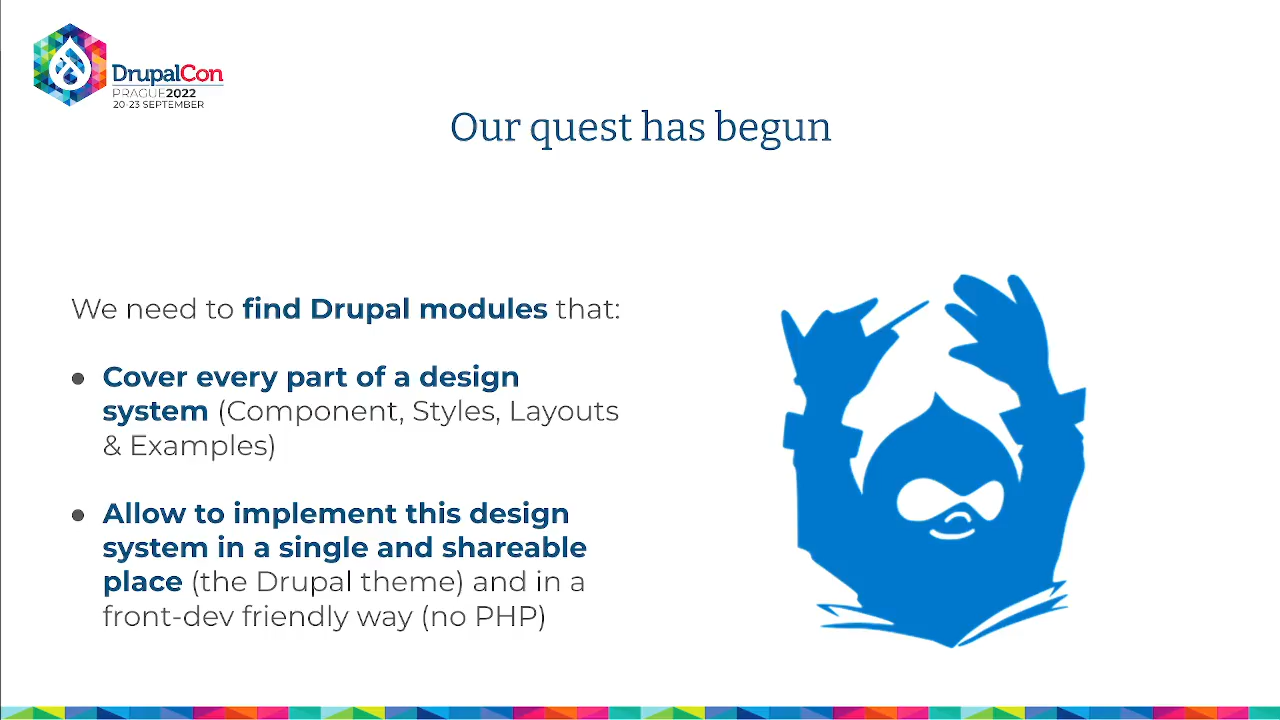 DrupalCon
PRAGUE2022
20-23 SEPTEMBER
Our quest has begun
We need to find Drupal modules that:
● Cover every part of a design
system (Component, Styles, Layouts
& Examples)
● Allow to implement this design
system in a single and shareable
place (the Drupal theme) and in a
front-dev friendly way (no PHP)